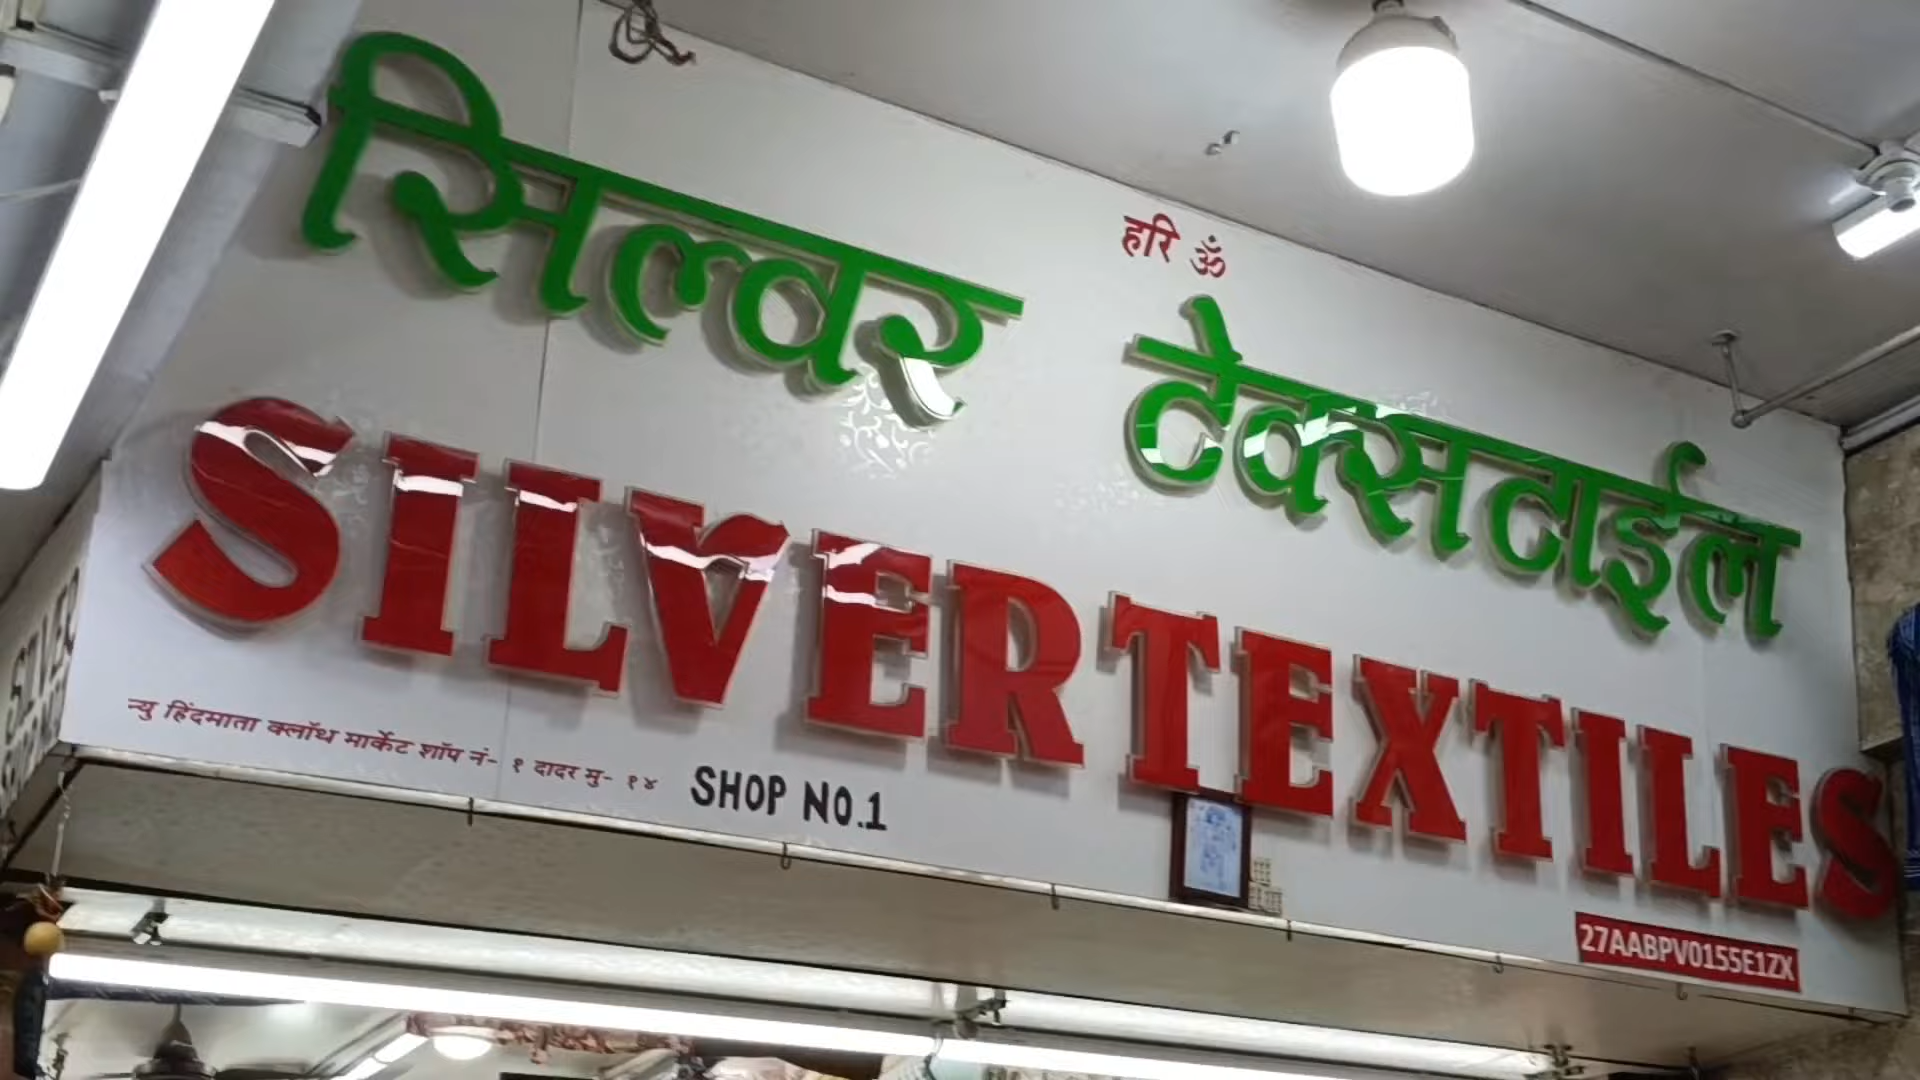 हरि ॐ
सिल्वर टेक्सटाईल
SILVER TEXTILES
न्यु हिंदमाता क्लॉथ मार्केट शॉप नं- १ दादर मु- १४
SHOP NO.1
27AABPV0155E1ZX